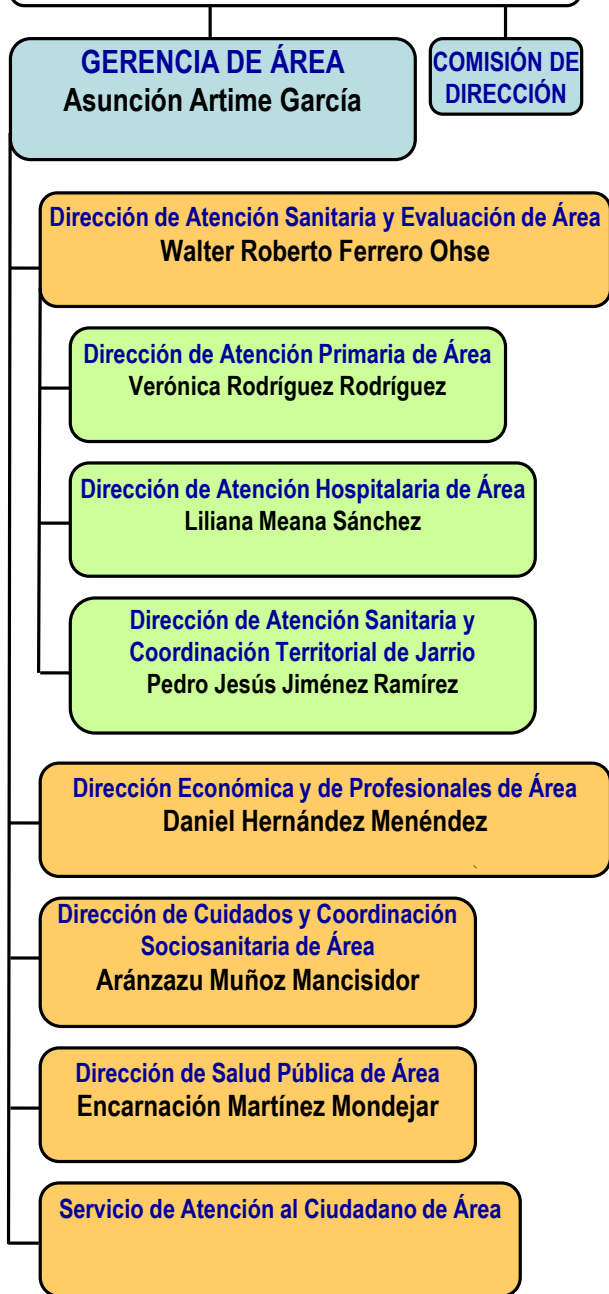 GERENCIA DE ÁREA
Asunción Artime García
COMISIÓN DE
DIRECCIÓN
Dirección de Atención Sanitaria y Evaluación de Área
Walter Roberto Ferrero Ohse
Dirección de Atención Primaria de Área
Verónica Rodríguez Rodríguez
Dirección de Atención Hospitalaria de Área
Liliana Meana Sánchez
Dirección de Atención Sanitaria y
Coordinación Territorial de Jarrio
Pedro Jesús Jiménez Ramírez
Dirección Económica y de Profesionales de Área
Daniel Hernández Menéndez
Dirección de Cuidados y Coordinación
Sociosanitaria de Área
Aránzazu Muñoz Mancisidor
Dirección de Salud Pública de Área
Encarnación Martínez Mondejar
Servicio de Atención al Ciudadano de Área